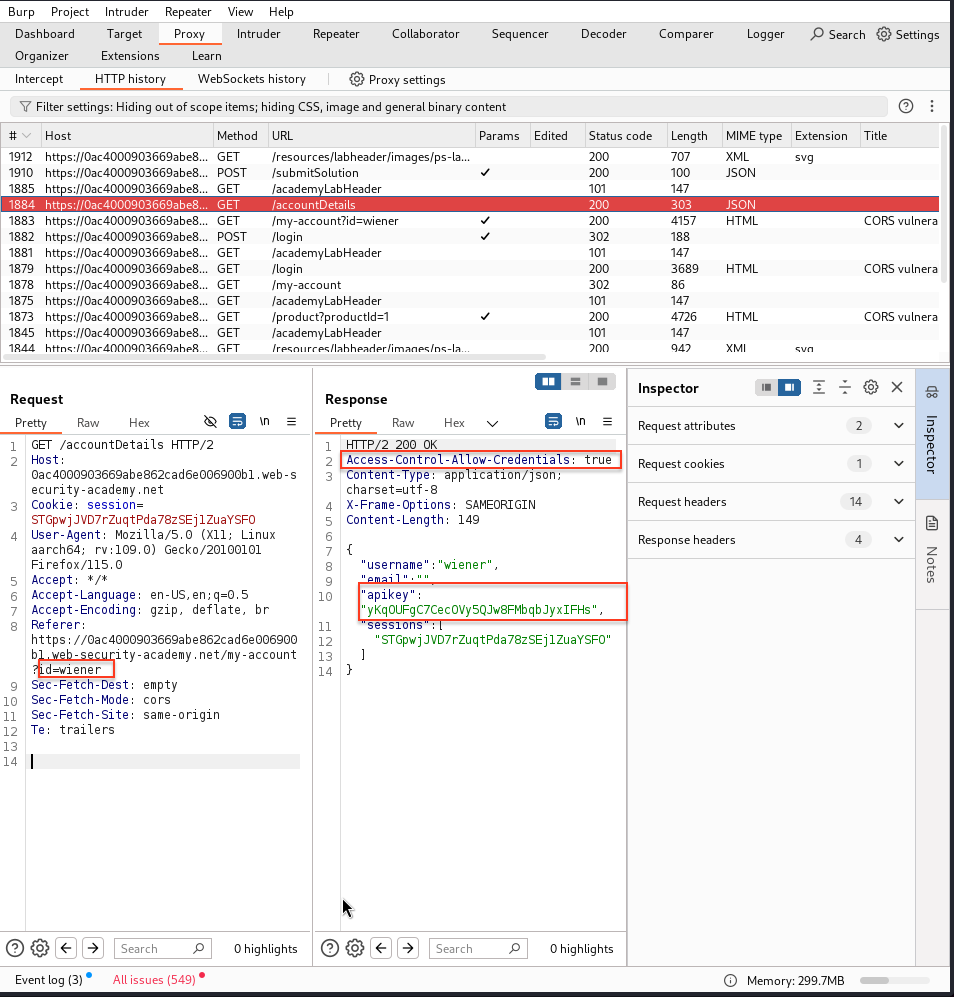 Burp Project Intruder Repeater View Help
Dashboard Target Proxy Intruder Repeater Collaborator Sequencer Decoder Comparer Logger Search Settings
Organizer Extensions Learn
Intercept HTTP history WebSockets history Proxy settings
Filter settings: Hiding out of scope items; hiding CSS, image and general binary content
# Host Method URL Params Edited Status code Length MIME type Extension Title
1912 https://0ac4000903669abe8... GET /resources/labheader/images/ps-la... 200 707 XML svg
1910 https://0ac4000903669abe8... POST /submitSolution ✓ 200 100 JSON
1885 https://0ac4000903669abe8... GET /academyLabHeader 101 147
1884 https://0ac4000903669abe8... GET /accountDetails 200 303 JSON
1883 https://0ac4000903669abe8... GET /my-account?id=wiener ✓ 200 4157 HTML CORS vulnera
1882 https://0ac4000903669abe8... POST /login ✓ 302 188
1881 https://0ac4000903669abe8... GET /academyLabHeader 101 147
1879 https://0ac4000903669abe8... GET /login 200 3689 HTML CORS vulnera
1878 https://0ac4000903669abe8... GET /my-account 302 86
1875 https://0ac4000903669abe8... GET /academyLabHeader 101 147
1873 https://0ac4000903669abe8... GET /product?productId=1 ✓ 200 4726 HTML CORS vulnera
1845 https://0ac4000903669abe8... GET /academyLabHeader 101 147
1844 https://0ac4000903669abe8... GET /resources/labheader/images/ps-la... 200 942 XML svg
Request
Pretty Raw Hex \n
1 GET /accountDetails HTTP/2
2 Host:
0ac4000903669abe862cad6e006900b1.web-s
ecurity-academy.net
3 Cookie: session=
STGpwjJVD7rZuqtPda78zSEjlZuaYSFO
4 User-Agent: Mozilla/5.0 (X11; Linux
aarch64; rv:109.0) Gecko/20100101
Firefox/115.0
5 Accept: */*
6 Accept-Language: en-US,en;q=0.5
7 Accept-Encoding: gzip, deflate, br
8 Referer:
https://0ac4000903669abe862cad6e006900
b1.web-security-academy.net/my-account
?id=wiener
9 Sec-Fetch-Dest: empty
10 Sec-Fetch-Mode: cors
11 Sec-Fetch-Site: same-origin
12 Te: trailers
13
14
Search 0 highlights
Response
Pretty Raw Hex \n
1 HTTP/2 200 OK
2 Access-Control-Allow-Credentials: true
3 Content-Type: application/json;
charset=utf-8
4 X-Frame-Options: SAMEORIGIN
5 Content-Length: 149
6
7 {
8 "username":"wiener",
9 "email":"",
10 "apikey":
"yKqOUFgC7CecOVy5QJw8FMbqbJyxIFHs",
11 "sessions":[
12 "STGpwjJVD7rZuqtPda78zSEjlZuaYSFO"
13 ]
14 }
Search 0 highlights
Inspector
Request attributes 2
Request cookies 1
Request headers 14
Response headers 4
Inspector
Notes
Event log (3) All issues (549) Memory: 299.7MB